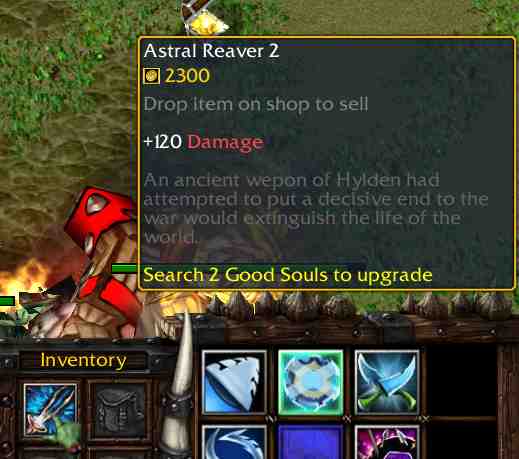 Astral Reaver 2
2300
Drop item on shop to sell
+120 Damage
An ancient wepon of Hylden had
attempted to put a decisive end to the
war would extinguish the life of the
world.
Search 2 Good Souls to upgrade
Inventory